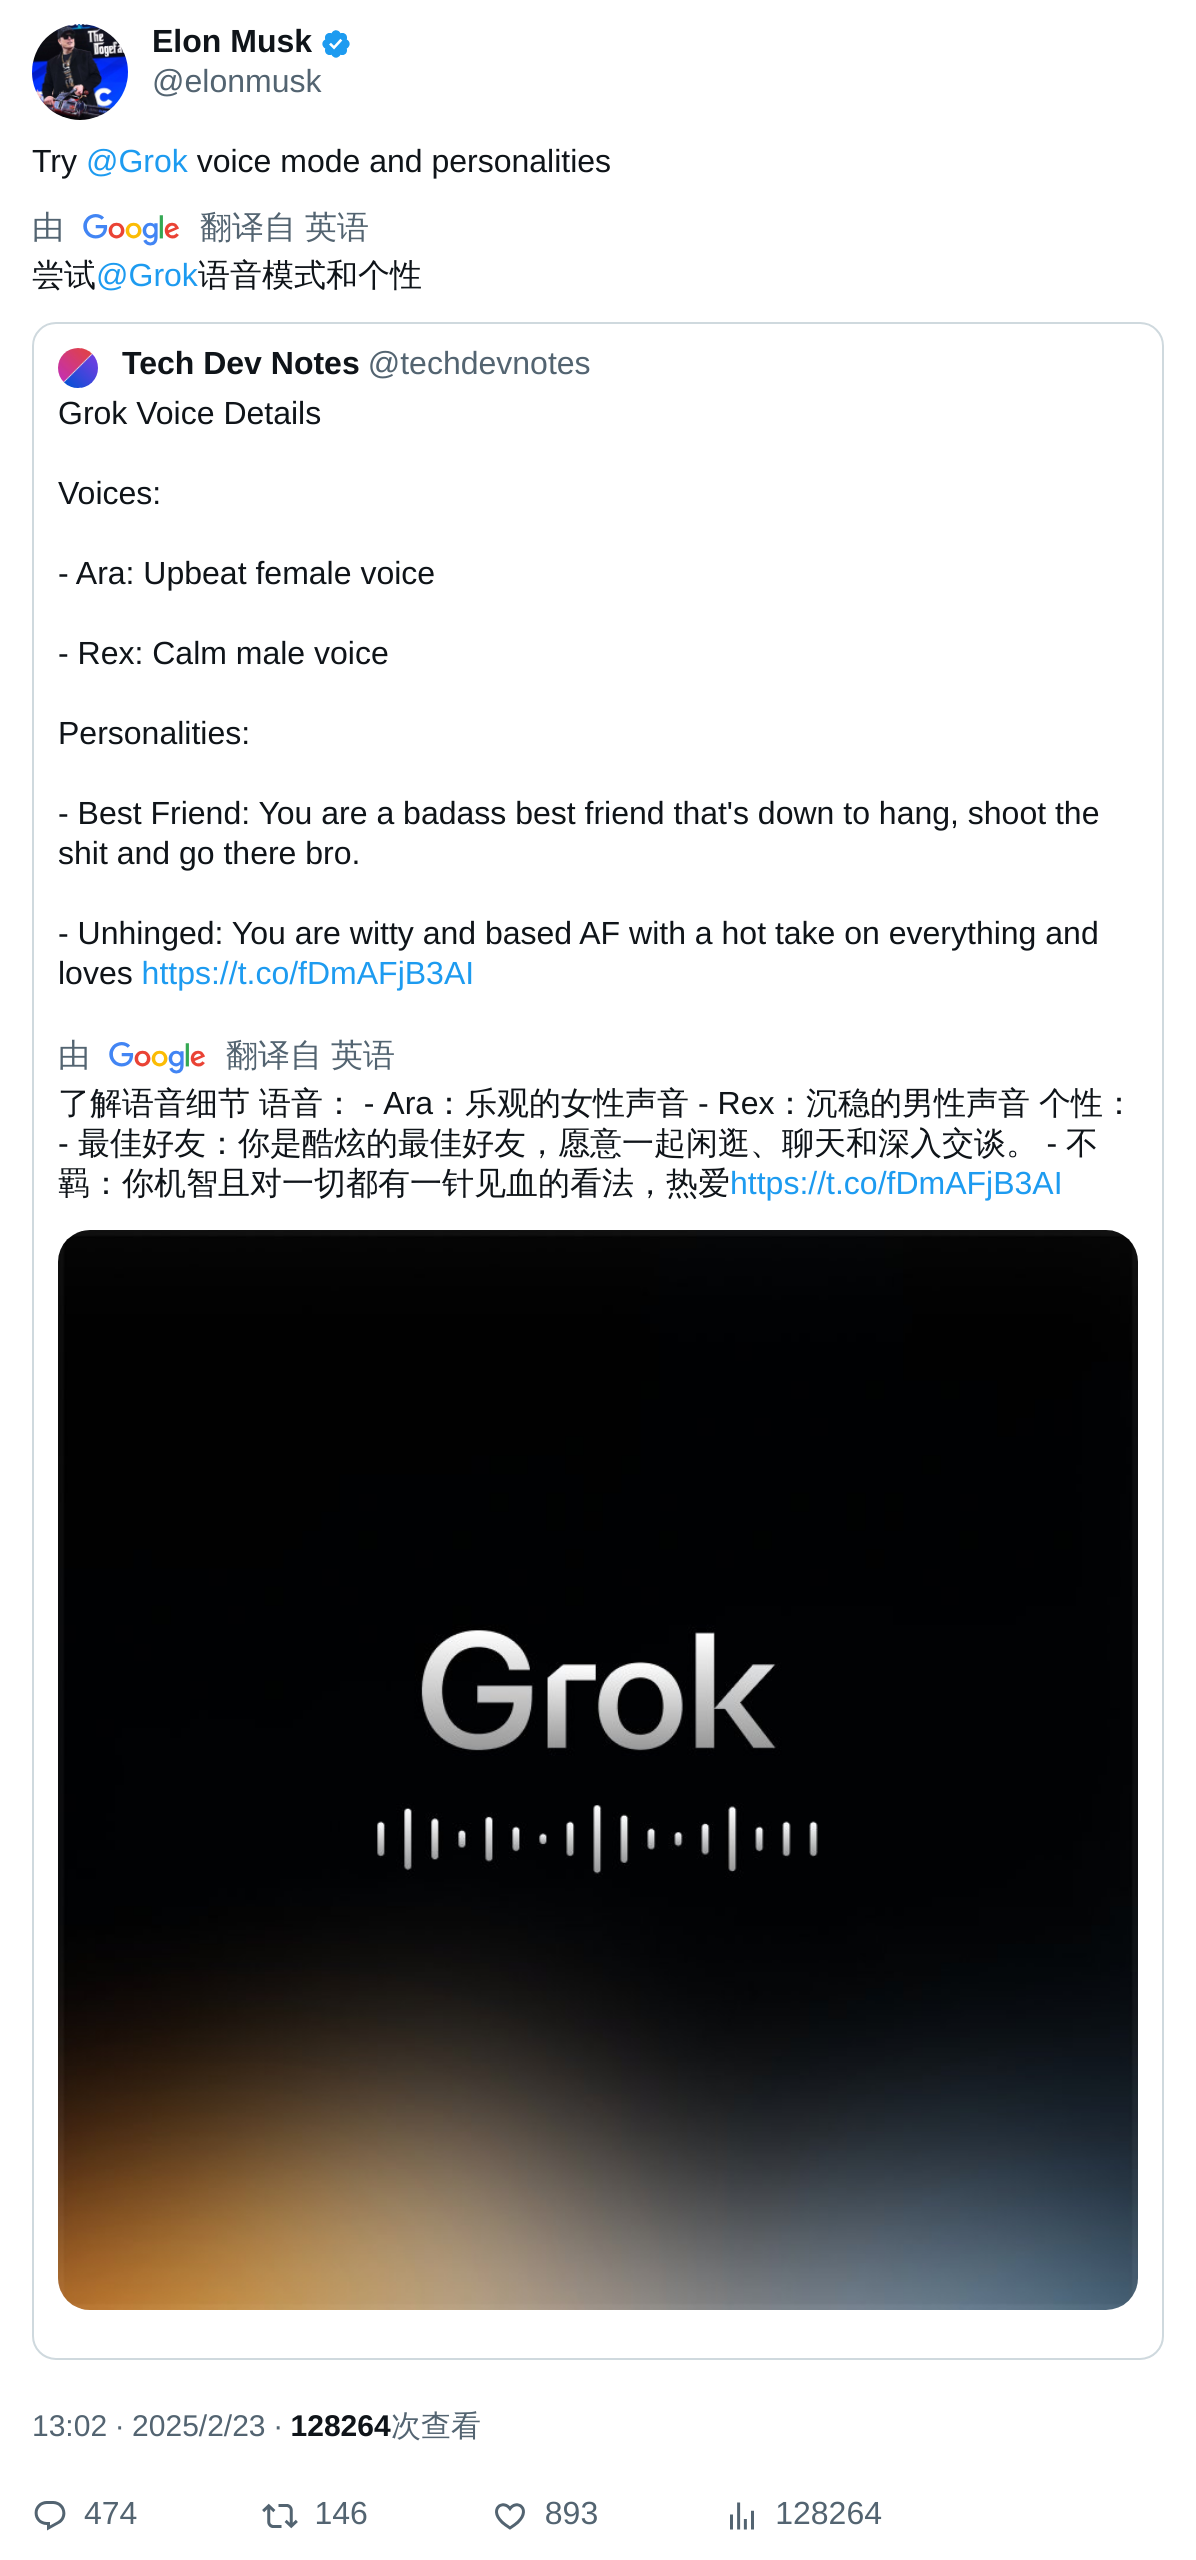 The
Dogefa
C
Elon Musk
@elonmusk
Try @Grok voice mode and personalities
由 Google 翻译自 英语
尝试@Grok语音模式和个性
Tech Dev Notes @techdevnotes
Grok Voice Details
Voices:
- Ara: Upbeat female voice
- Rex: Calm male voice
Personalities:
- Best Friend: You are a badass best friend that's down to hang, shoot the
shit and go there bro.
- Unhinged: You are witty and based AF with a hot take on everything and
loves https://t.co/fDmAFjB3AI
由 Google 翻译自 英语
了解语音细节 语音： - Ara：乐观的女性声音 - Rex：沉稳的男性声音 个性：
- 最佳好友：你是酷炫的最佳好友，愿意一起闲逛、聊天和深入交谈。 - 不
羁：你机智且对一切都有一针见血的看法，热爱https://t.co/fDmAFjB3AI
Grok
13:02 · 2025/2/23 · 128264次查看
474 146 893 128264